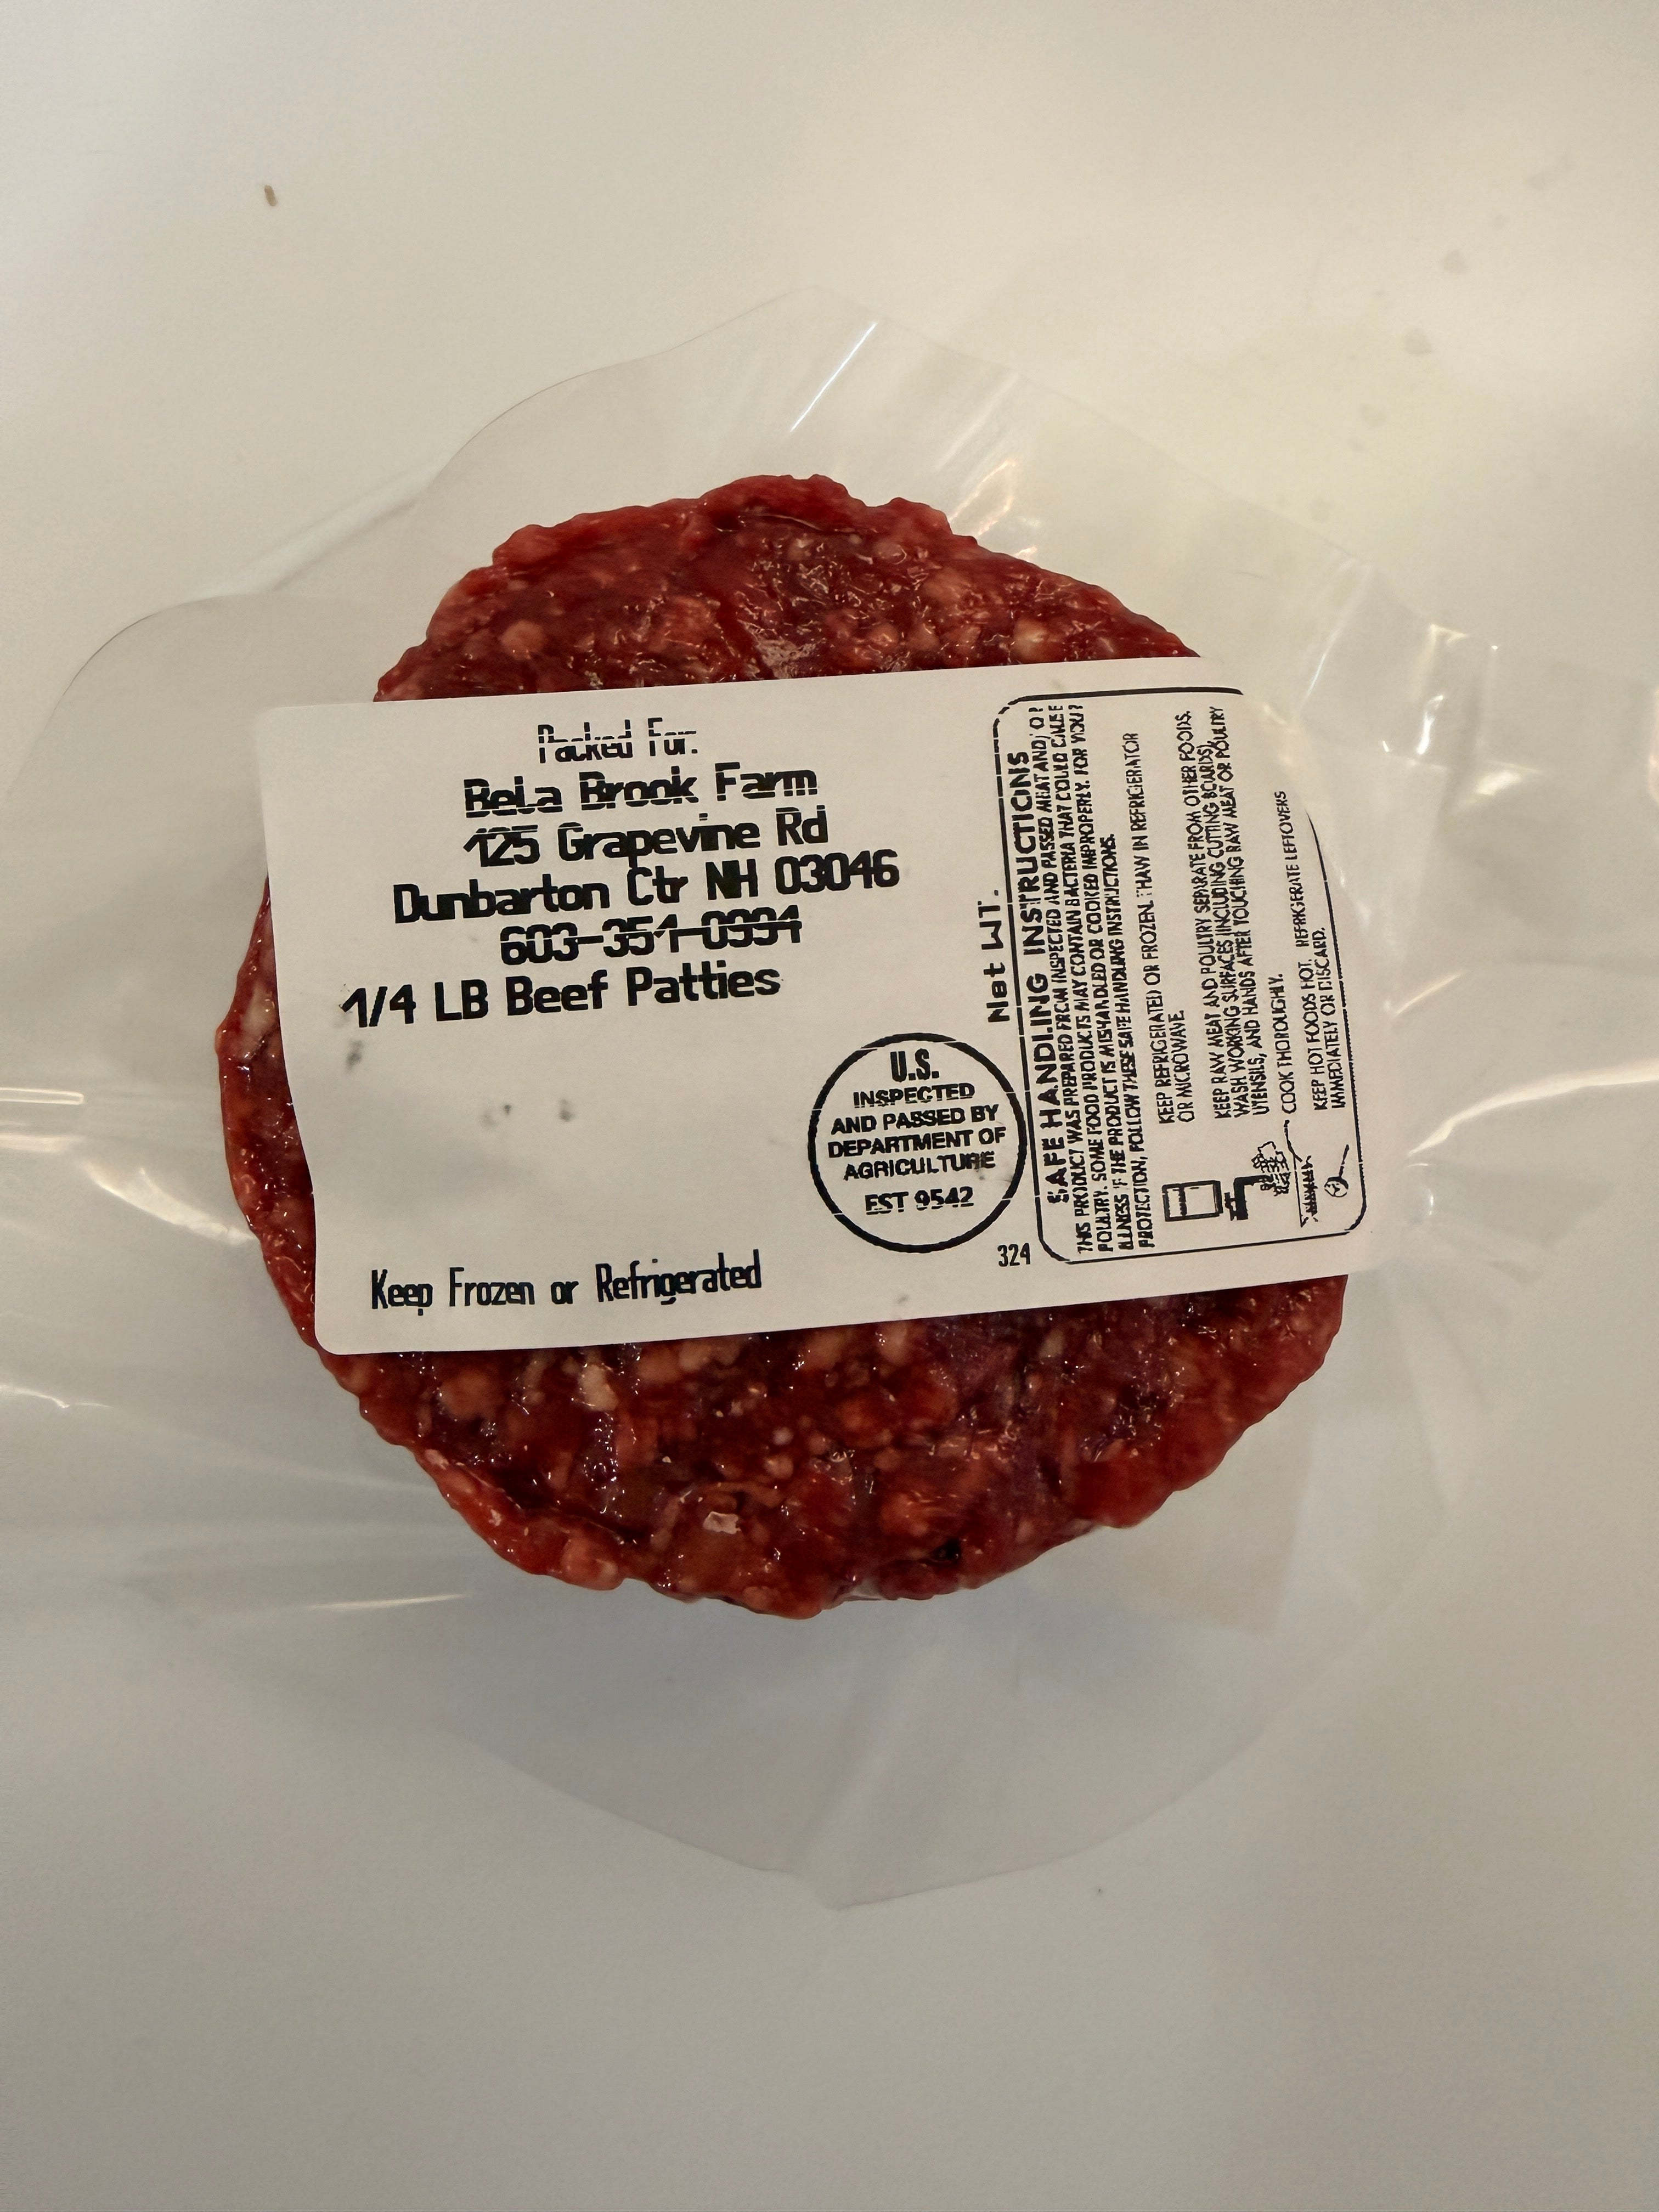 Packed For:
BeLa Brook Farm
125 Grapevine Rd
Dunbarton Ctr NH 03046
603-351-0991
1/4 LB Beef Patties
U.S.
INSPECTED
AND PASSED BY
DEPARTMENT OF
AGRICULTURE
EST 9542
Keep Frozen or Refrigerated
324
Net WT.
SAFE HANDLING INSTRUCTIONS
THIS PRODUCT WAS PREPARED FROM INSPECTED AND PASSED MEAT AND/OR
POULTRY. SOME FOOD PRODUCTS MAY CONTAIN BACTERIA THAT COULD CAUSE
ILLNESS IF THE PRODUCT IS MISHANDLED OR COOKED IMPROPERLY. FOR YOUR
PROTECTION, FOLLOW THESE SAFE HANDLING INSTRUCTIONS.
KEEP REFRIGERATED OR FROZEN. THAW IN REFRIGERATOR
OR MICROWAVE.
KEEP RAW MEAT AND POULTRY SEPARATE FROM OTHER FOODS.
WASH WORKING SURFACES (INCLUDING CUTTING BOARDS),
UTENSILS, AND HANDS AFTER TOUCHING RAW MEAT OR POULTRY
COOK THOROUGHLY.
KEEP HOT FOODS HOT. REFRIGERATE LEFTOVERS
IMMEDIATELY OR DISCARD.